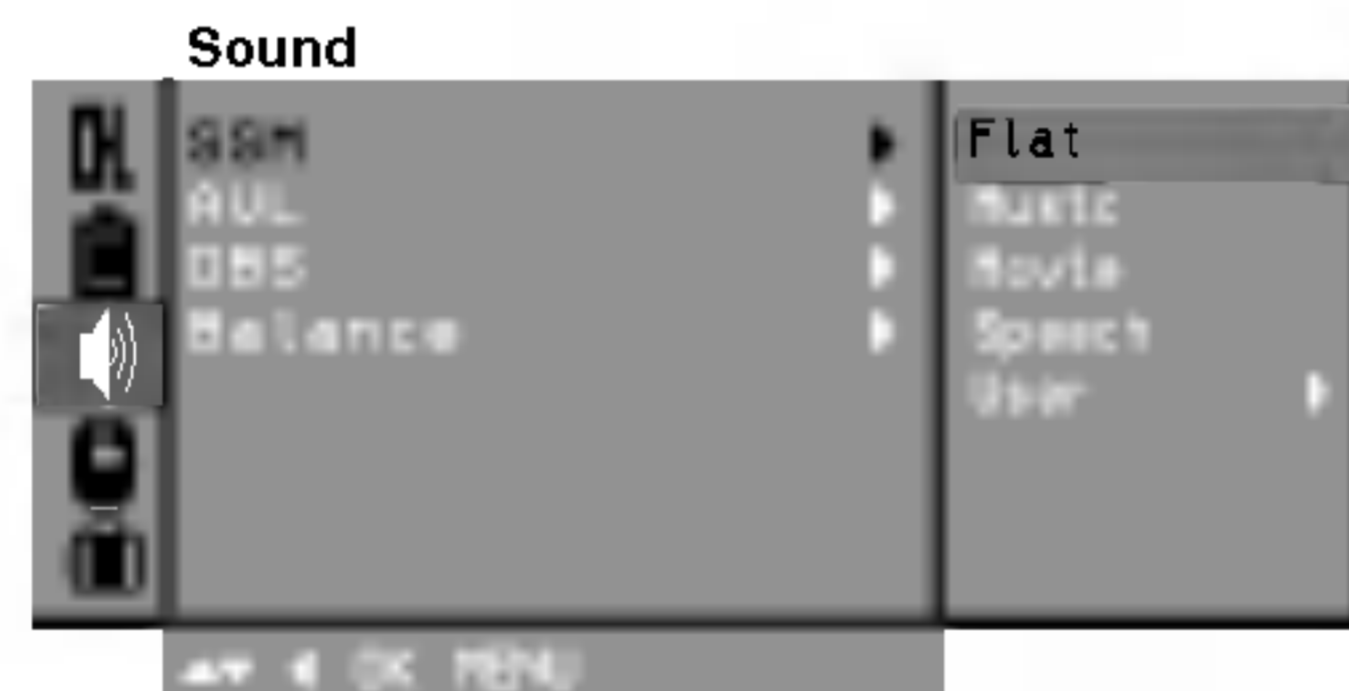 Sound
SSM
AVL
DBS
Balance
Flat
Music
Movie
Speech
User
OK MENU